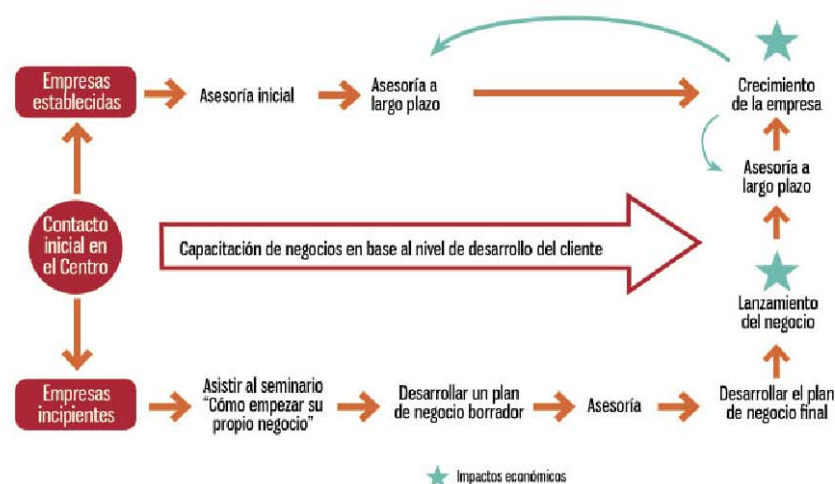 Empresas
establecidas
Asesoría inicial
Asesoría a
largo plazo
Crecimiento
de la empresa
Asesoría a
largo plazo
Contacto
inicial en
el Centro
Capacitación de negocios en base al nivel de desarrollo del cliente
Lanzamiento
del negocio
Empresas
incipientes
Asistir al seminario
“Cómo empezar su
propio negocio”
Desarrollar un plan
de negocio borrador
Asesoría
Desarrollar el plan
de negocio final
Impactos económicos